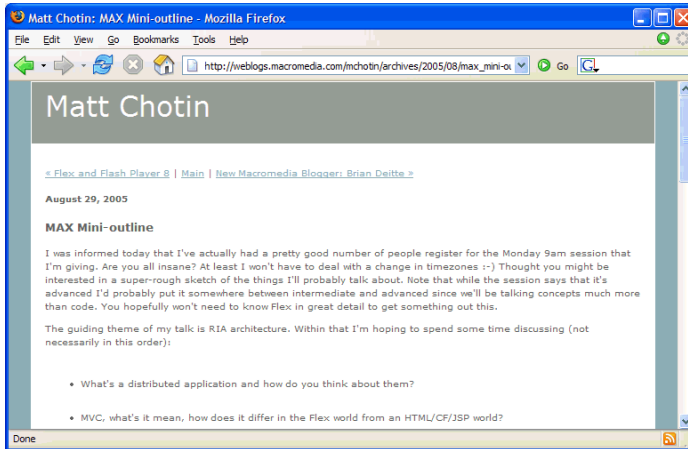 Matt Chotin: MAX Mini-outline - Mozilla Firefox
File Edit View Go Bookmarks Tools Help
http://weblogs.macromedia.com/mchotin/archives/2005/08/max_mini-ou Go G
Matt Chotin
« Flex and Flash Player 8 | Main | New Macromedia Blogger: Brian Deitte »
August 29, 2005
MAX Mini-outline
I was informed today that I've actually had a pretty good number of people register for the Monday 9am session that
I'm giving. Are you all insane? At least I won't have to deal with a change in timezones :-) Thought you might be
interested in a super-rough sketch of the things I'll probably talk about. Note that while the session says that it's
advanced I'd probably put it somewhere between intermediate and advanced since we'll be talking concepts much more
than code. You hopefully won't need to know Flex in great detail to get something out this.
The guiding theme of my talk is RIA architecture. Within that I'm hoping to spend some time discussing (not
necessarily in this order):
• What's a distributed application and how do you think about them?
• MVC, what's it mean, how does it differ in the Flex world from an HTML/CF/JSP world?
Done